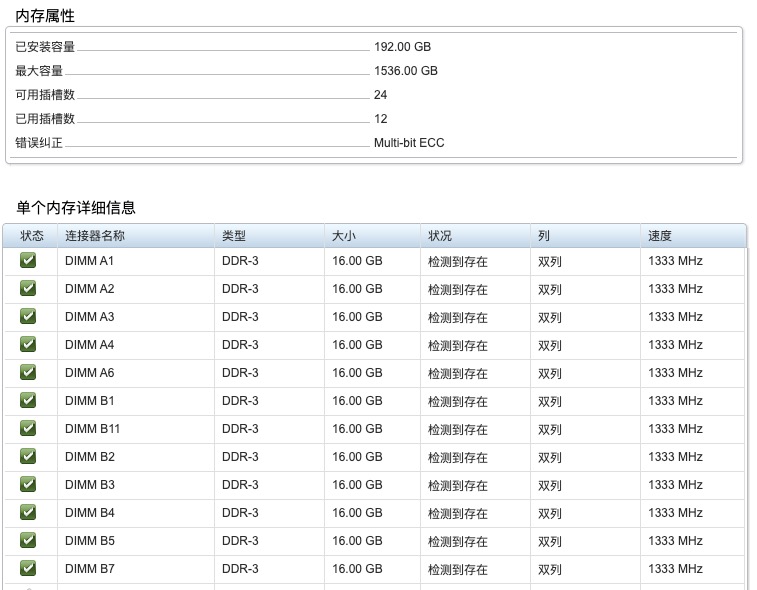 内存属性
已安装容量 192.00 GB
最大容量 1536.00 GB
可用插槽数 24
已用插槽数 12
错误纠正 Multi-bit ECC
单个内存详细信息
状态 连接器名称 类型 大小 状况 列 速度
DIMM A1 DDR-3 16.00 GB 检测到存在 双列 1333 MHz
DIMM A2 DDR-3 16.00 GB 检测到存在 双列 1333 MHz
DIMM A3 DDR-3 16.00 GB 检测到存在 双列 1333 MHz
DIMM A4 DDR-3 16.00 GB 检测到存在 双列 1333 MHz
DIMM A6 DDR-3 16.00 GB 检测到存在 双列 1333 MHz
DIMM B1 DDR-3 16.00 GB 检测到存在 双列 1333 MHz
DIMM B11 DDR-3 16.00 GB 检测到存在 双列 1333 MHz
DIMM B2 DDR-3 16.00 GB 检测到存在 双列 1333 MHz
DIMM B3 DDR-3 16.00 GB 检测到存在 双列 1333 MHz
DIMM B4 DDR-3 16.00 GB 检测到存在 双列 1333 MHz
DIMM B5 DDR-3 16.00 GB 检测到存在 双列 1333 MHz
DIMM B7 DDR-3 16.00 GB 检测到存在 双列 1333 MHz